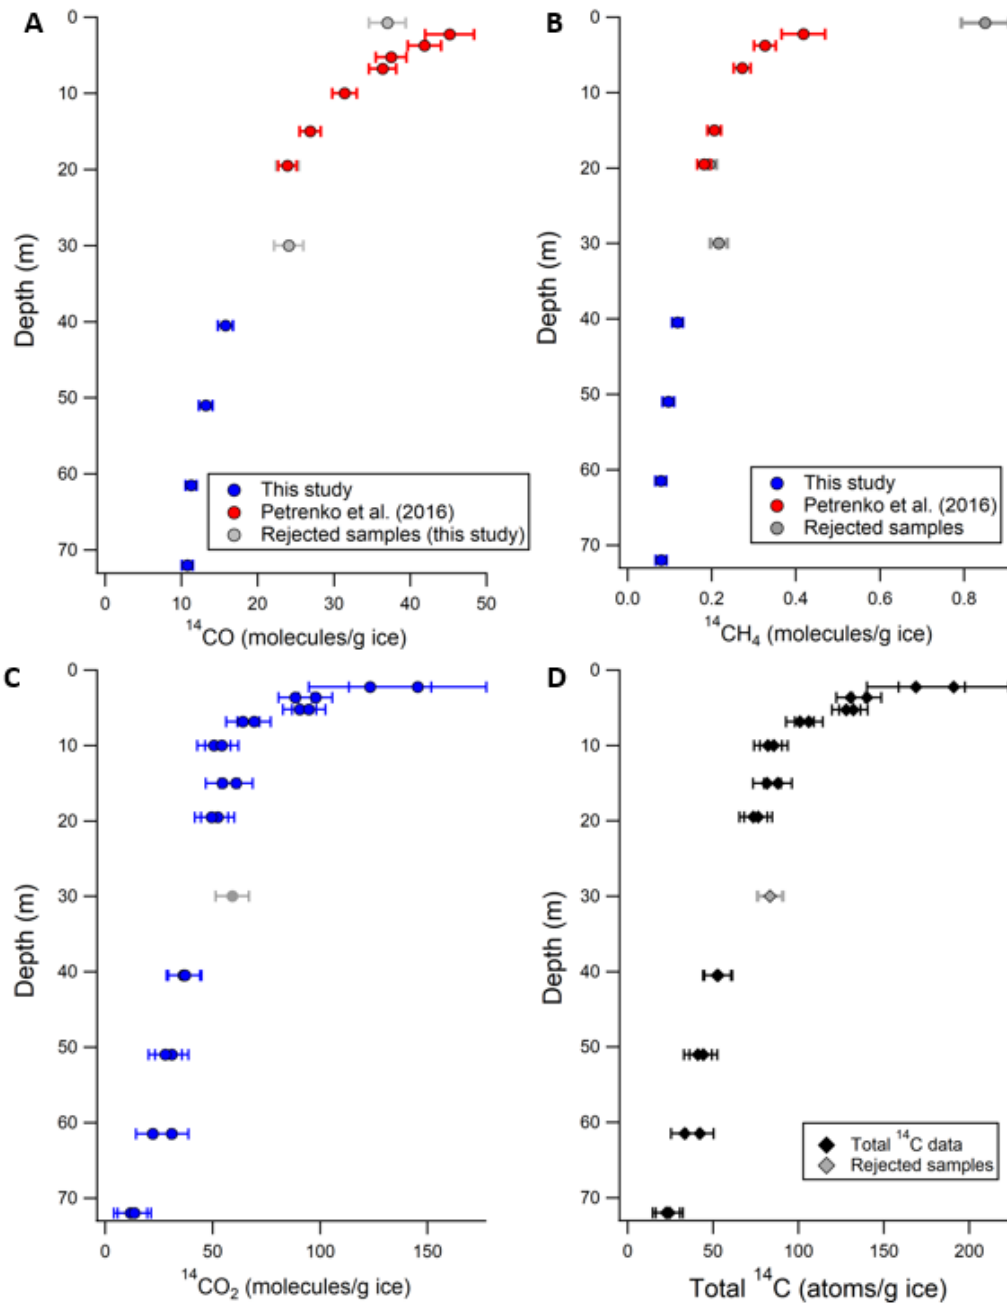 A
0
10
20
30
40
50
60
70
Depth (m)
This study
Petrenko et al. (2016)
Rejected samples (this study)
0 10 20 30 40 50
¹⁴CO (molecules/g ice)
B
0
10
20
30
40
50
60
70
Depth (m)
This study
Petrenko et al. (2016)
Rejected samples
0.0 0.2 0.4 0.6 0.8
¹⁴CH₄ (molecules/g ice)
C
0
10
20
30
40
50
60
70
Depth (m)
0 50 100 150
¹⁴CO₂ (molecules/g ice)
D
0
10
20
30
40
50
60
70
Depth (m)
Total ¹⁴C data
Rejected samples
0 50 100 150 200
Total ¹⁴C (atoms/g ice)